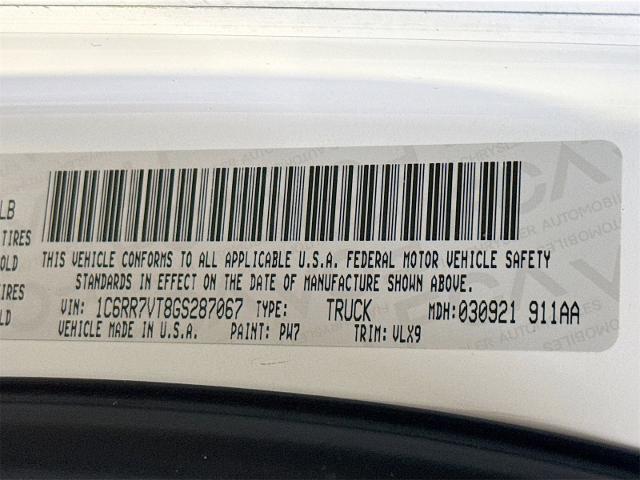 LB
TIRES
OLD
IRES
OLD
THIS VEHICLE CONFORMS TO ALL APPLICABLE U.S.A. FEDERAL MOTOR VEHICLE SAFETY
STANDARDS IN EFFECT ON THE DATE OF MANUFACTURE SHOWN ABOVE.
VIN: 1C6RR7VT8GS287067 TYPE: TRUCK MDH: 030921 911AA
VEHICLE MADE IN U.S.A. PAINT: PW7 TRIM: VLX9